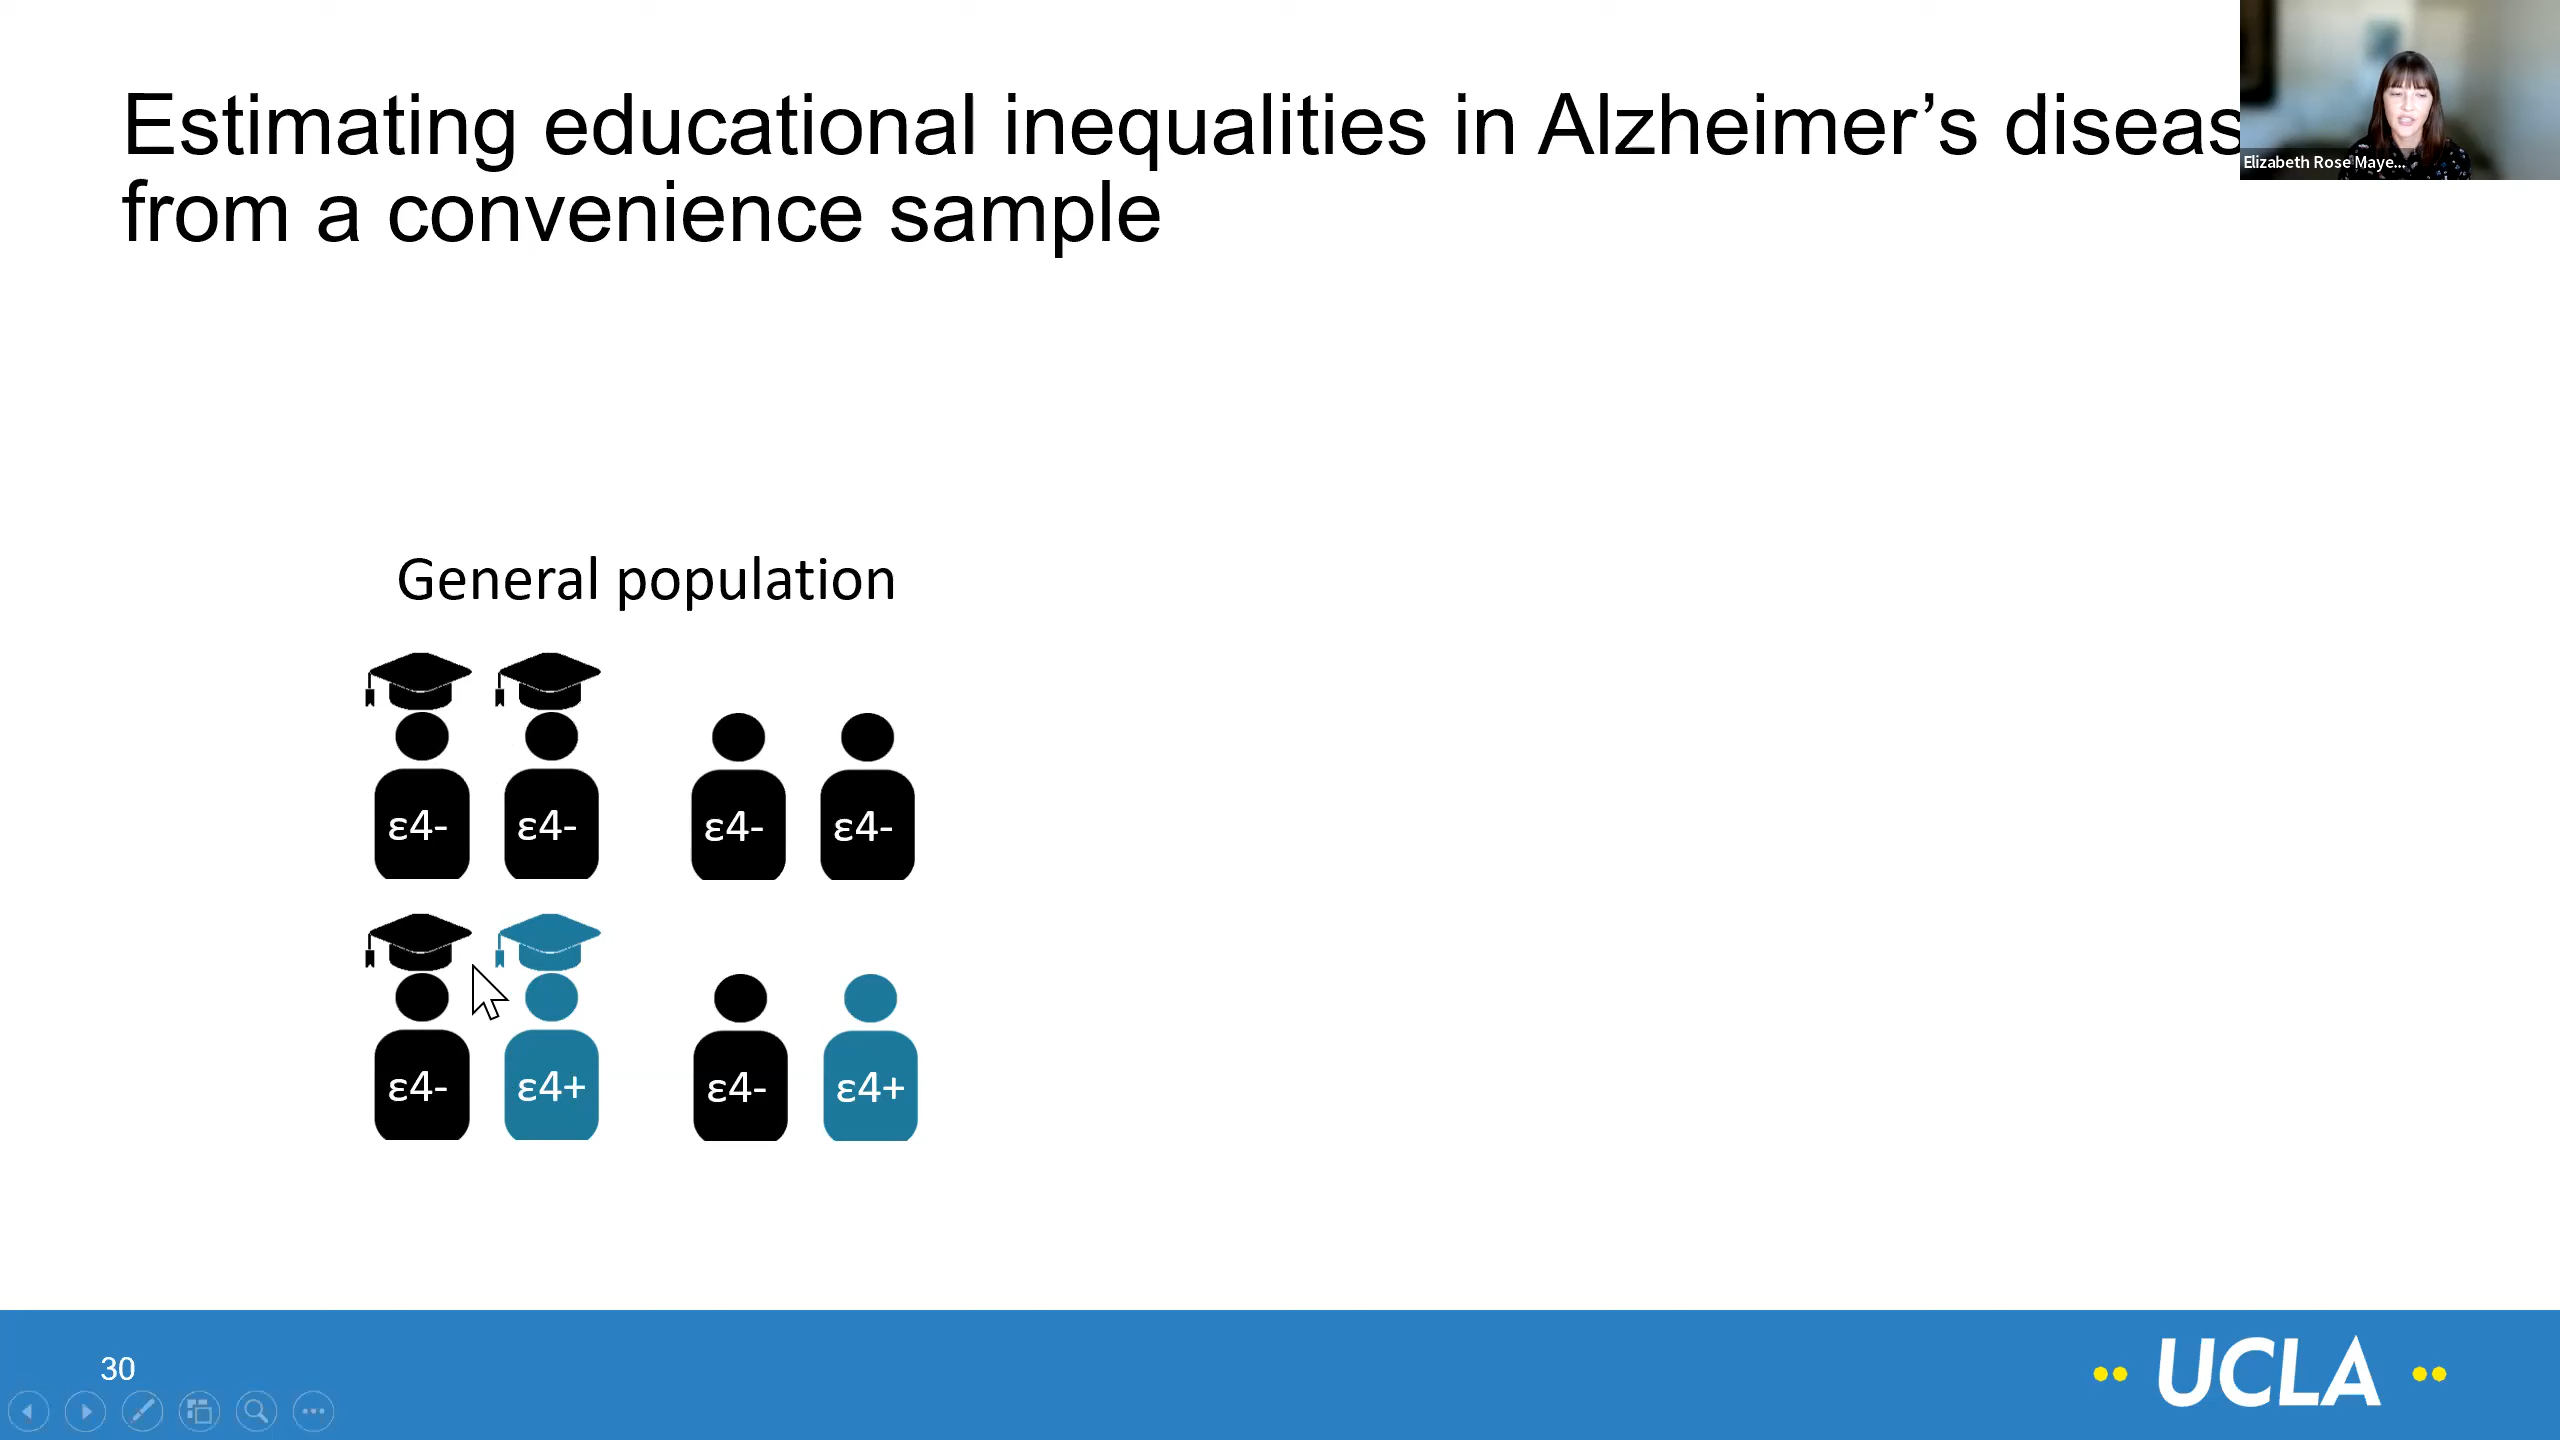 Estimating educational inequalities in Alzheimer’s diseas
from a convenience sample
Elizabeth Rose Maye...
General population
ε4- ε4- ε4- ε4-
ε4- ε4+ ε4- ε4+
30
UCLA